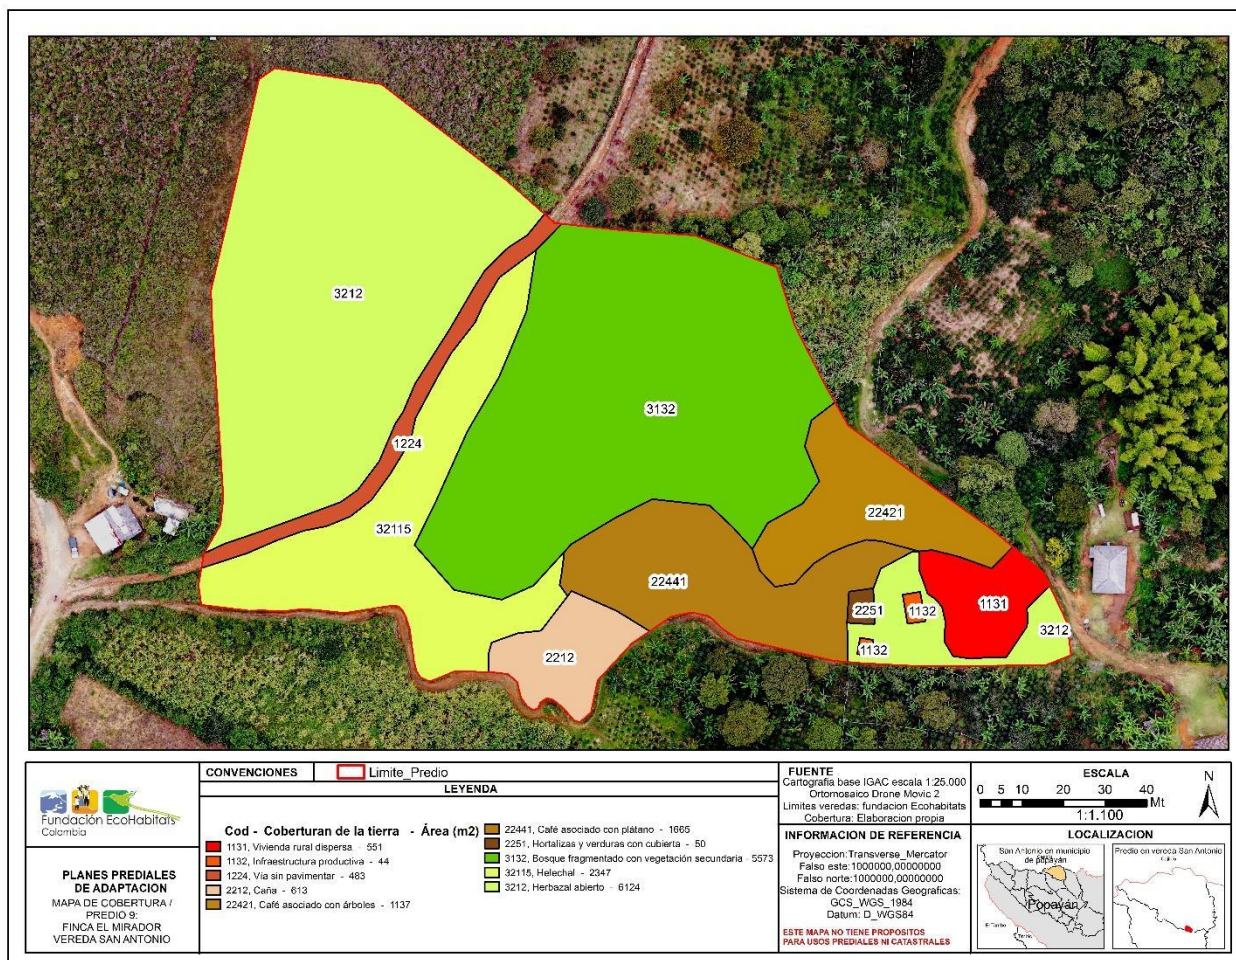 3212
3132
1224
32115
22421
22441
2251
1132
1131
3212
1132
2212
Fundación EcoHabitats
Colombia
PLANES PREDIALES
DE ADAPTACION
MAPA DE COBERTURA /
PREDIO 9:
FINCA EL MIRADOR
VEREDA SAN ANTONIO
CONVENCIONES
Limite_Predio
LEYENDA
Cod - Coberturan de la tierra - Área (m2)
1131, Vivienda rural dispersa - 551
1132, Infraestructura productiva - 44
1224, Vía sin pavimentar - 483
2212, Caña - 613
22421, Café asociado con árboles - 1137
22441, Café asociado con plátano - 1665
2251, Hortalizas y verduras con cubierta - 50
3132, Bosque fragmentado con vegetación secundaria - 5573
32115, Helechal - 2347
3212, Herbazal abierto - 6124
FUENTE
Cartografía base IGAC escala 1:25.000
Ortomosaico Drone Movic 2
Limites veredas: fundacion Ecohabitats
Cobertura: Elaboracion propia
INFORMACION DE REFERENCIA
Proyeccion:Transverse_Mercator
Falso este:1000000,00000000
Falso norte:1000000,00000000
Sistema de Coordenadas Geograficas:
GCS_WGS_1984
Datum: D_WGS84
ESTE MAPA NO TIENE PROPOSITOS
PARA USOS PREDIALES NI CATASTRALES
ESCALA
0 5 10 20 30 40
Mt
1:1.100
N
LOCALIZACION
San Antonio en municipio
de popayán
Popayán
El Tambo
Predio en vereda San Antonio